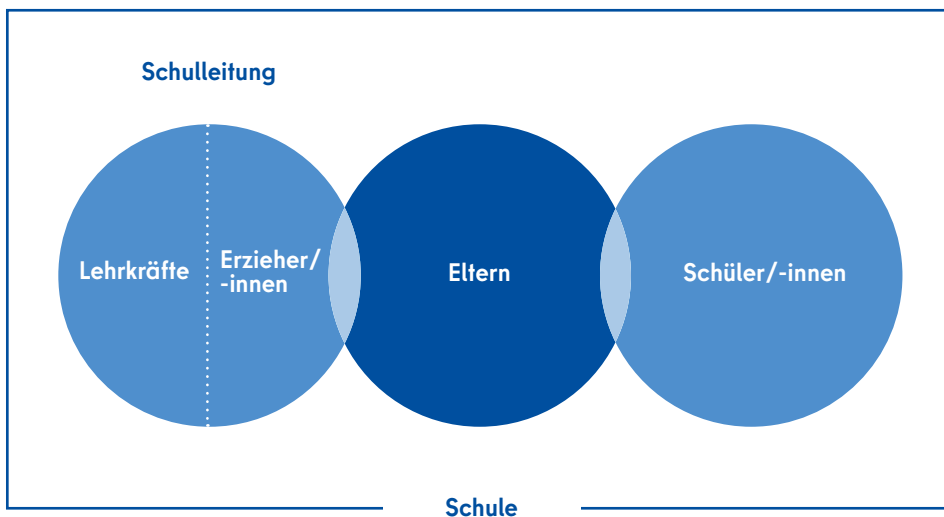 Schulleitung
Lehrkräfte
Erzieher/
-innen
Eltern
Schüler/-innen
Schule